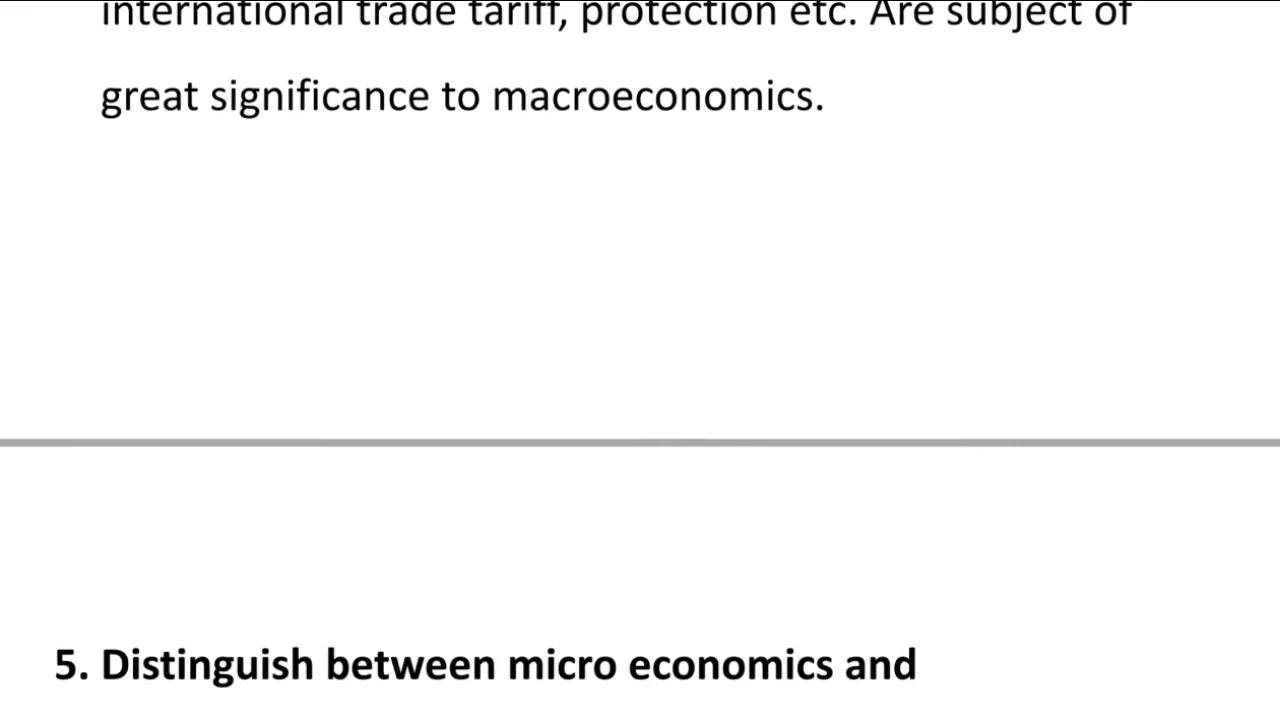 international trade tariff, protection etc. Are subject of
great significance to macroeconomics.
5. Distinguish between micro economics and